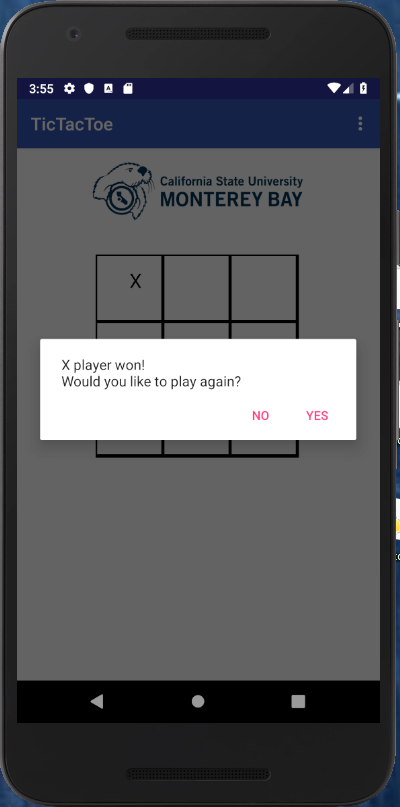 3:55
TicTacToe
California State University
MONTEREY BAY
X
X player won!
Would you like to play again?
NO YES